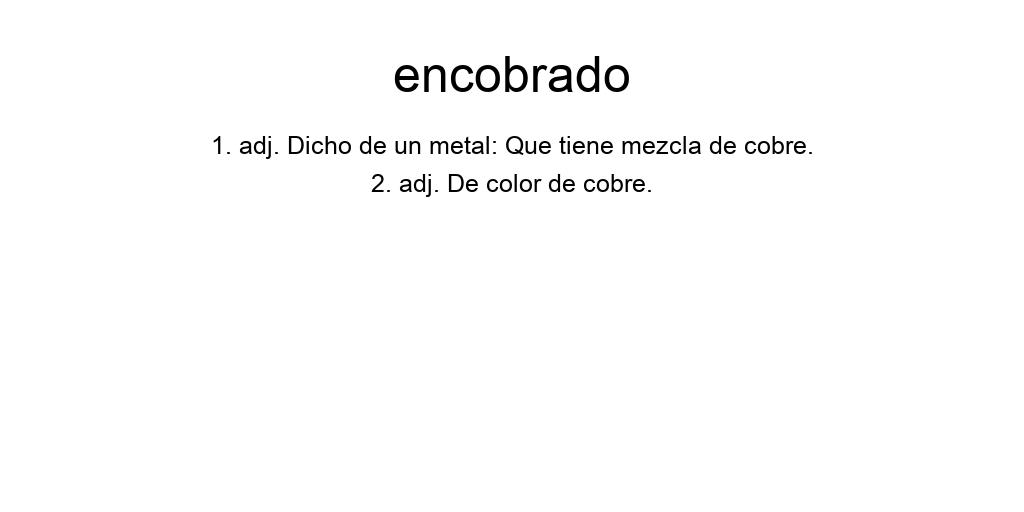 encobrado
1. adj. Dicho de un metal: Que tiene mezcla de cobre.
2. adj. De color de cobre.